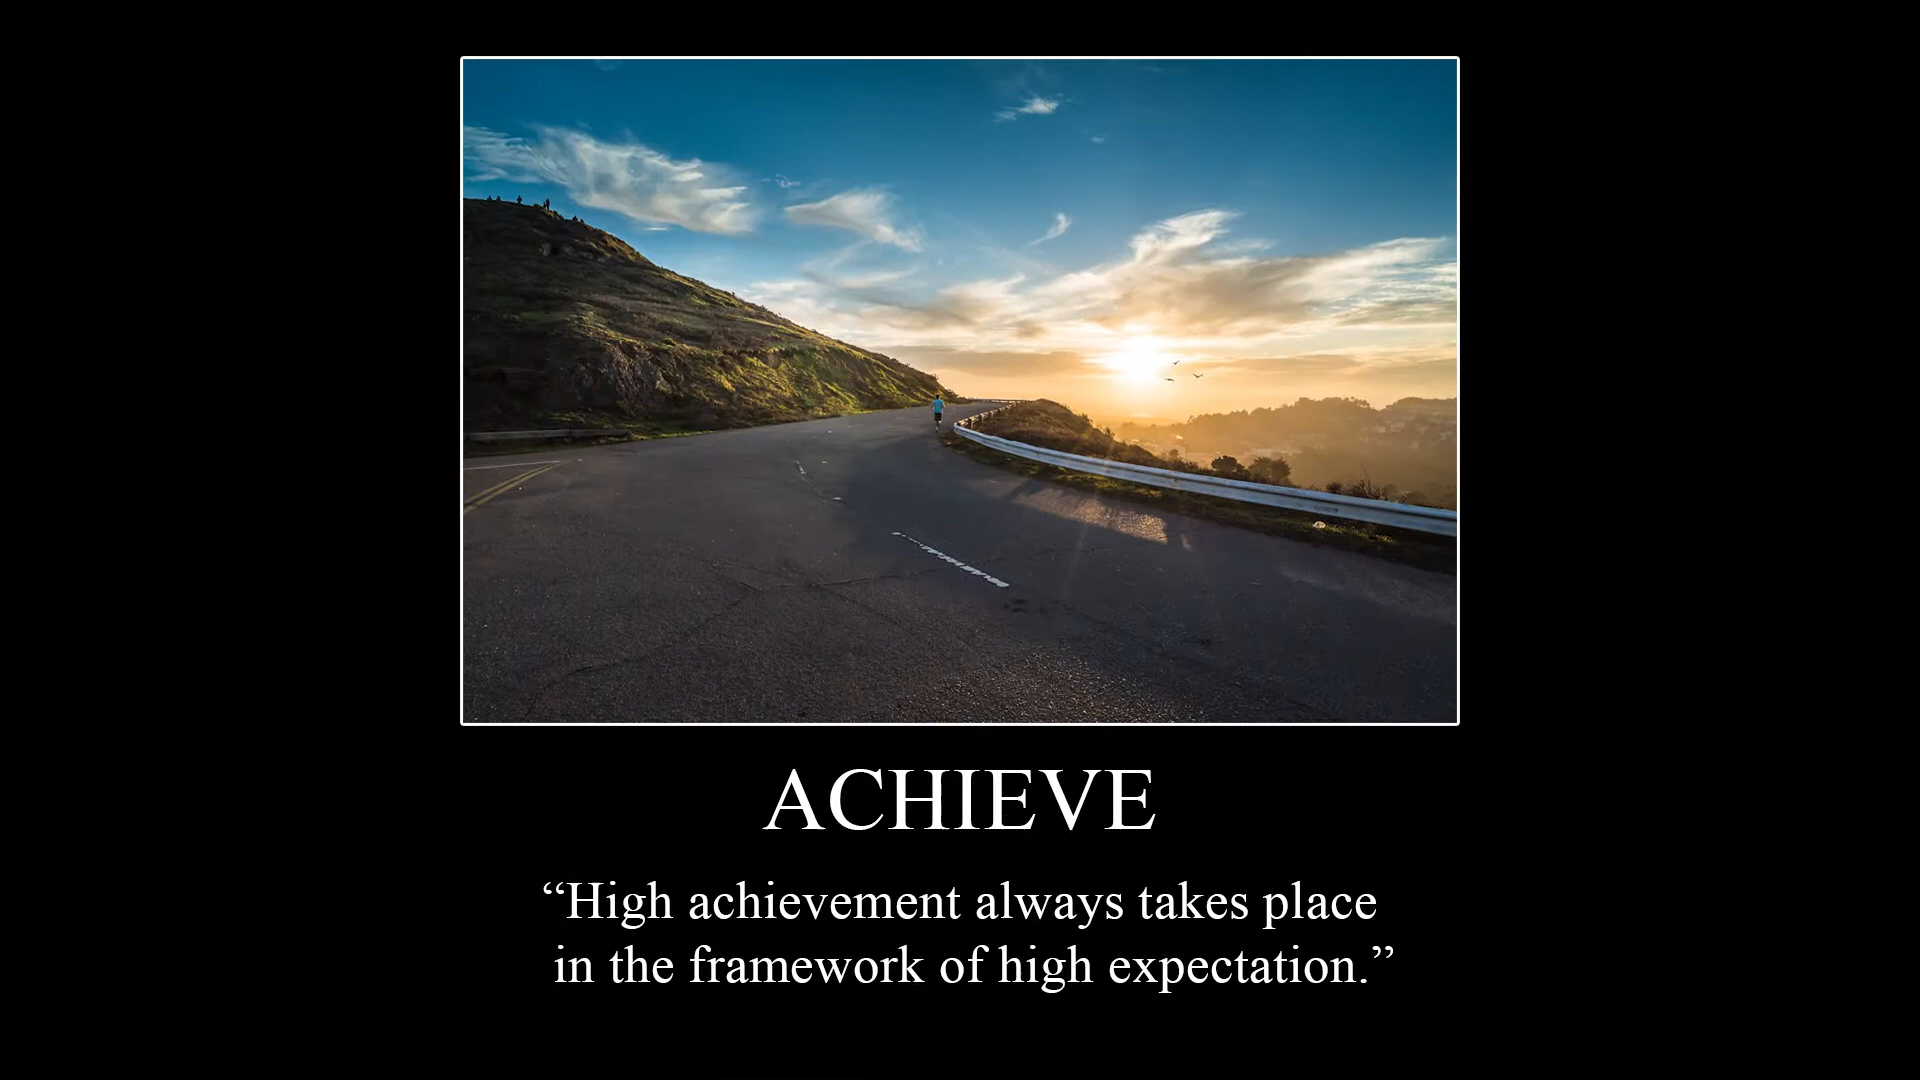 ACHIEVE
“High achievement always takes place
in the framework of high expectation.”